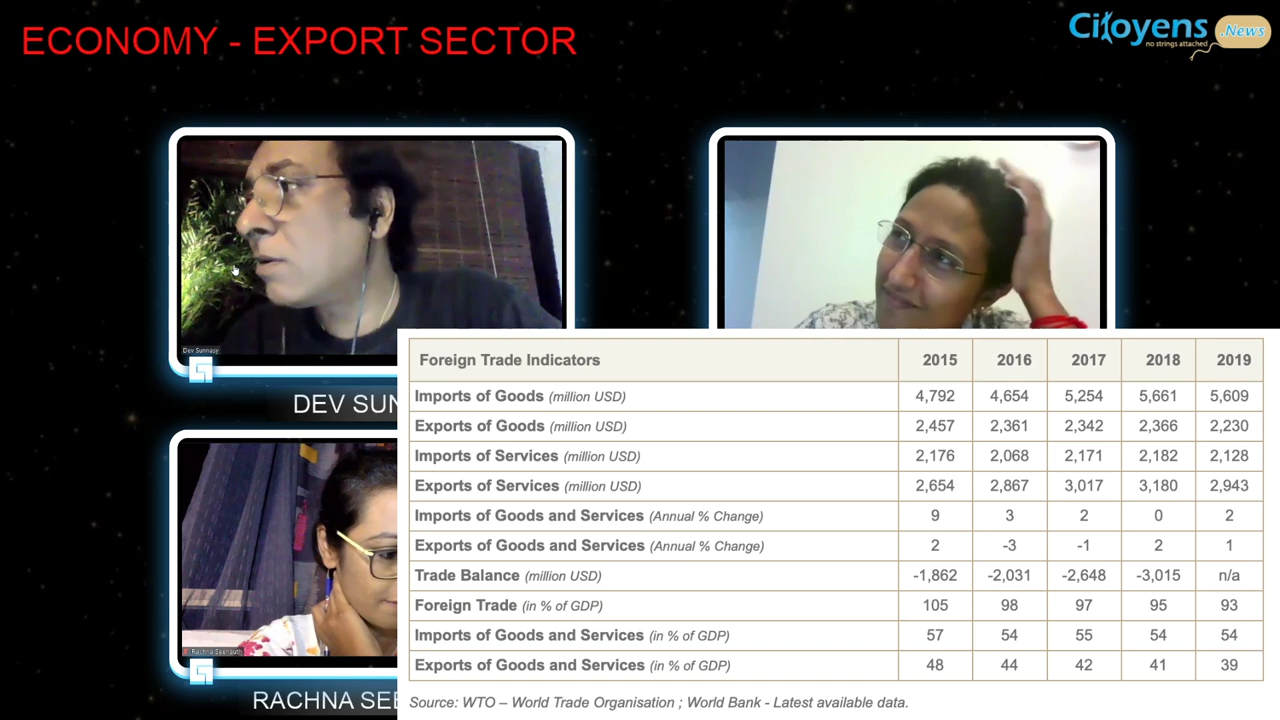 ECONOMY - EXPORT SECTOR
Citoyens .News
no strings attached
Dev Sunnasy
DEV SUN
Rachna Seenauth
RACHNA SEE
Foreign Trade Indicators 2015 2016 2017 2018 2019
Imports of Goods (million USD) 4,792 4,654 5,254 5,661 5,609
Exports of Goods (million USD) 2,457 2,361 2,342 2,366 2,230
Imports of Services (million USD) 2,176 2,068 2,171 2,182 2,128
Exports of Services (million USD) 2,654 2,867 3,017 3,180 2,943
Imports of Goods and Services (Annual % Change) 9 3 2 0 2
Exports of Goods and Services (Annual % Change) 2 -3 -1 2 1
Trade Balance (million USD) -1,862 -2,031 -2,648 -3,015 n/a
Foreign Trade (in % of GDP) 105 98 97 95 93
Imports of Goods and Services (in % of GDP) 57 54 55 54 54
Exports of Goods and Services (in % of GDP) 48 44 42 41 39
Source: WTO – World Trade Organisation ; World Bank - Latest available data.